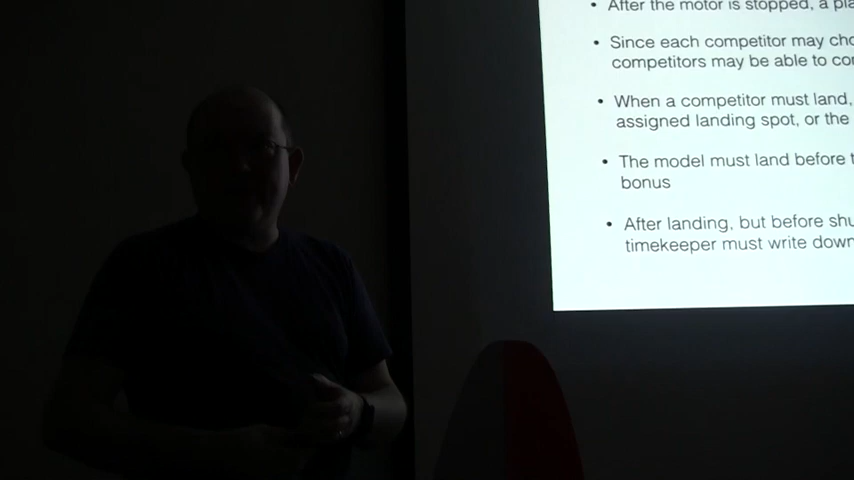 • After the motor is stopped, a pla
• Since each competitor may cho
competitors may be able to con
• When a competitor must land,
assigned landing spot, or the
• The model must land before t
bonus
• After landing, but before shu
timekeeper must write down